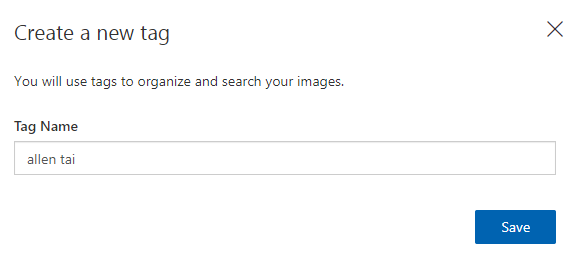 Create a new tag
You will use tags to organize and search your images.
Tag Name
allen tai
Save